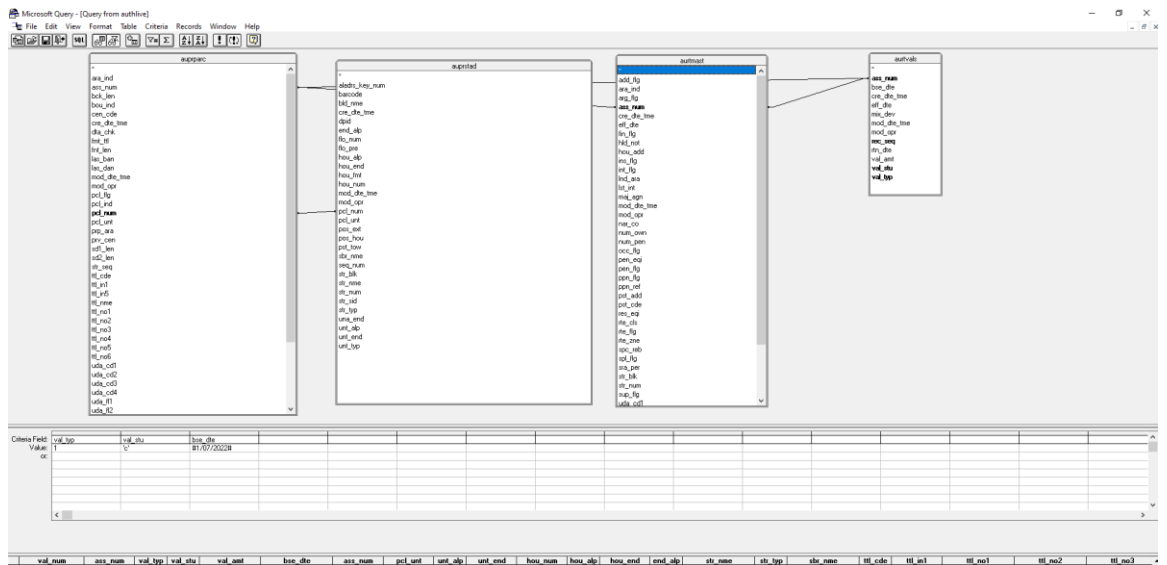 Microsoft Query - [Query from authlive]
File Edit View Format Table Criteria Records Window Help
SQL
auprparc
*
ara_ind
ass_num
bck_len
bou_ind
cen_cde
cre_dte_tme
dta_chk
fmt_ttl
fnt_len
las_ban
las_dan
mod_dte_tme
mod_opr
pcl_flg
pcl_ind
pcl_num
pcl_unt
prp_ara
prv_cen
sd1_len
sd2_len
str_seq
ttl_cde
ttl_in1
ttl_in5
ttl_nme
ttl_no1
ttl_no2
ttl_no3
ttl_no4
ttl_no5
ttl_no6
uda_cd1
uda_cd2
uda_cd3
uda_cd4
uda_fl1
uda_fl2
auprstad
*
aladrs_key_num
barcode
bld_nme
cre_dte_tme
dpid
end_alp
flo_num
flo_pre
hou_alp
hou_end
hou_fmt
hou_num
mod_dte_tme
mod_opr
pcl_num
pcl_unt
pos_ext
pos_hou
pst_tow
sbr_nme
seq_num
str_blk
str_nme
str_num
str_sid
str_typ
una_end
unt_alp
unt_end
unt_typ
aurtmast
*
add_flg
ara_ind
arg_flg
ass_num
cre_dte_tme
eff_dte
fin_flg
hld_not
hou_add
ins_flg
int_flg
lnd_ara
lst_int
maj_agn
mod_dte_tme
mod_opr
nar_co
num_own
num_pen
occ_flg
pen_eqi
pen_flg
ppn_flg
ppn_ref
pst_add
pst_cde
res_eqi
rte_cls
rte_flg
rte_zne
spc_reb
spl_flg
sra_per
str_blk
str_num
sup_flg
uda_cd1
aurtvals
*
ass_num
bse_dte
cre_dte_tme
eff_dte
mix_dev
mod_dte_tme
mod_opr
rec_seq
rtn_dte
val_amt
val_stu
val_typ
Criteria Field: val_typ val_stu bse_dte
Value: 1 'c' #1/07/2022#
or:
val_num ass_num val_typ val_stu val_amt bse_dte ass_num pcl_unt unt_alp unt_end hou_num hou_alp hou_end end_alp str_nme str_typ sbr_nme ttl_cde ttl_in1 ttl_no1 ttl_no2 ttl_no3